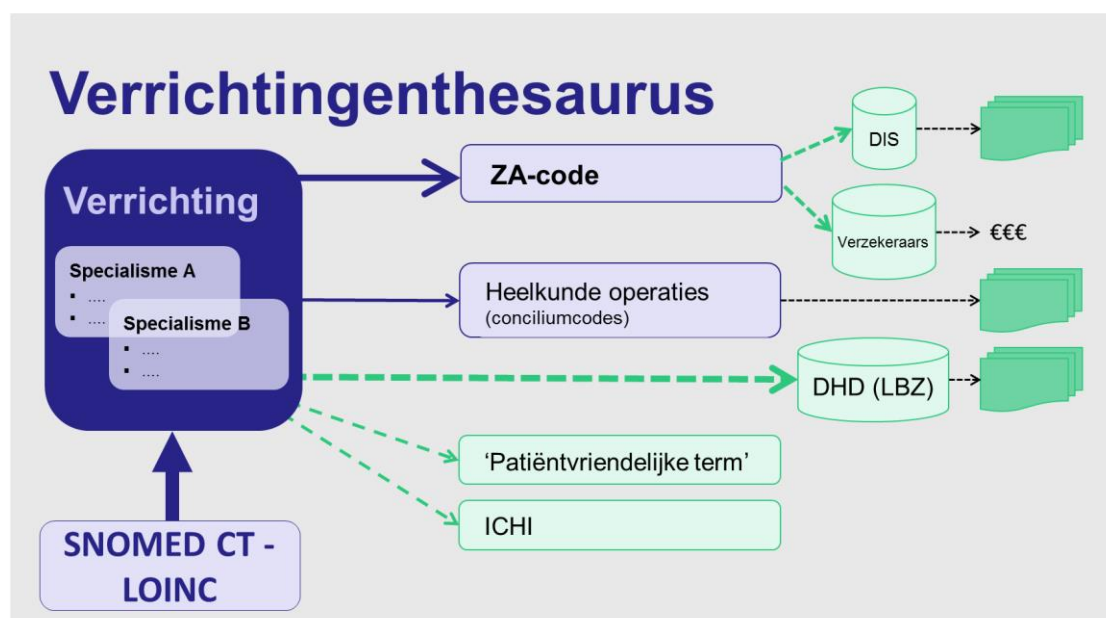 Verrichtingenthesaurus
Verrichting
Specialisme A
▪ ....
▪ ....
Specialisme B
▪ ....
▪ ....
SNOMED CT -
LOINC
ZA-code
DIS
Verzekeraars
€€€
Heelkunde operaties
(conciliumcodes)
DHD (LBZ)
‘Patiëntvriendelijke term’
ICHI